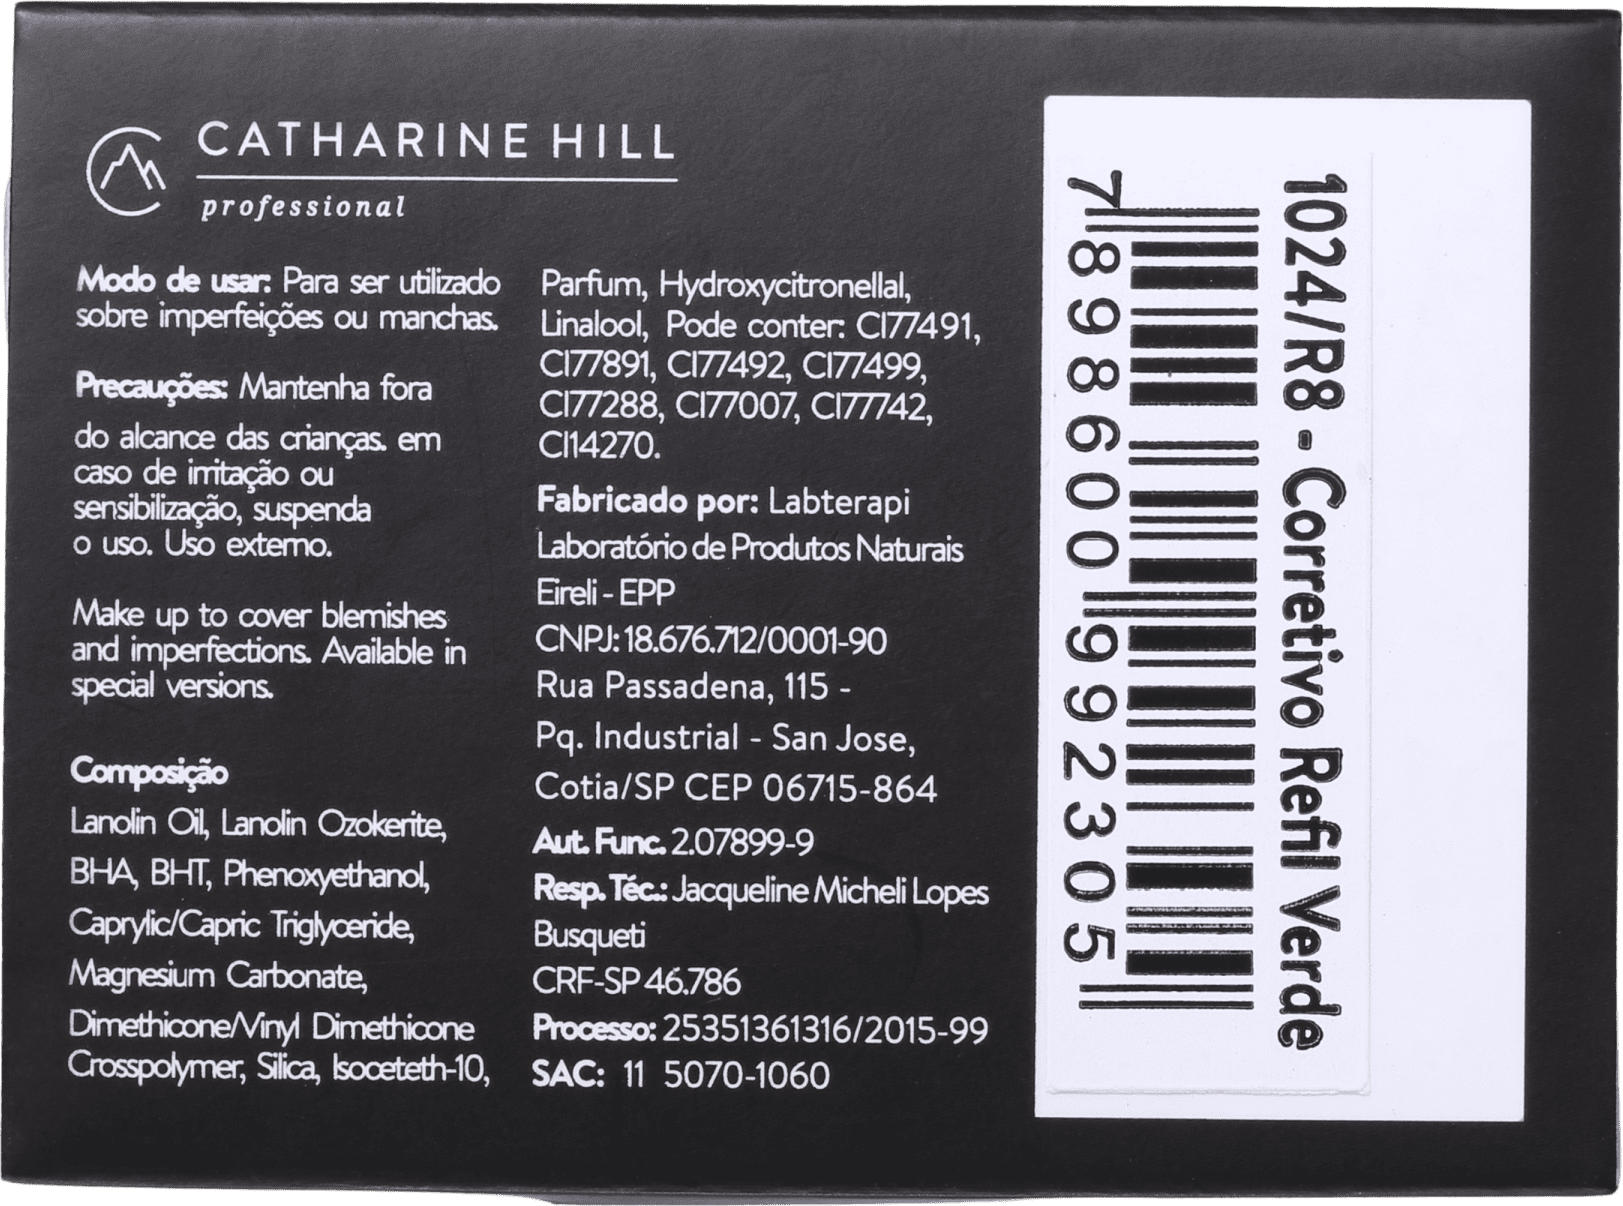 CATHARINE HILL
professional
Modo de usar: Para ser utilizado
sobre imperfeições ou manchas.
Precauções: Mantenha fora
do alcance das crianças. em
caso de irritação ou
sensibilização, suspenda
o uso. Uso externo.
Make up to cover blemishes
and imperfections. Available in
special versions.
Composição
Lanolin Oil, Lanolin Ozokerite,
BHA, BHT, Phenoxyethanol,
Caprylic/Capric Triglyceride,
Magnesium Carbonate,
Dimethicone/Vinyl Dimethicone
Crosspolymer, Silica, Isoceteth-10,
Parfum, Hydroxycitronellal,
Linalool, Pode conter: CI77491,
CI77891, CI77492, CI77499,
CI77288, CI77007, CI77742,
CI14270.
Fabricado por: Labterapi
Laboratório de Produtos Naturais
Eireli - EPP
CNPJ: 18.676.712/0001-90
Rua Passadena, 115 -
Pq. Industrial - San Jose,
Cotia/SP CEP 06715-864
Aut. Func. 2.07899-9
Resp. Téc.: Jacqueline Micheli Lopes
Busqueti
CRF-SP 46.786
Processo: 25351361316/2015-99
SAC: 11 5070-1060
1024/R8 - Corretivo Refil Verde
7 898600 992305